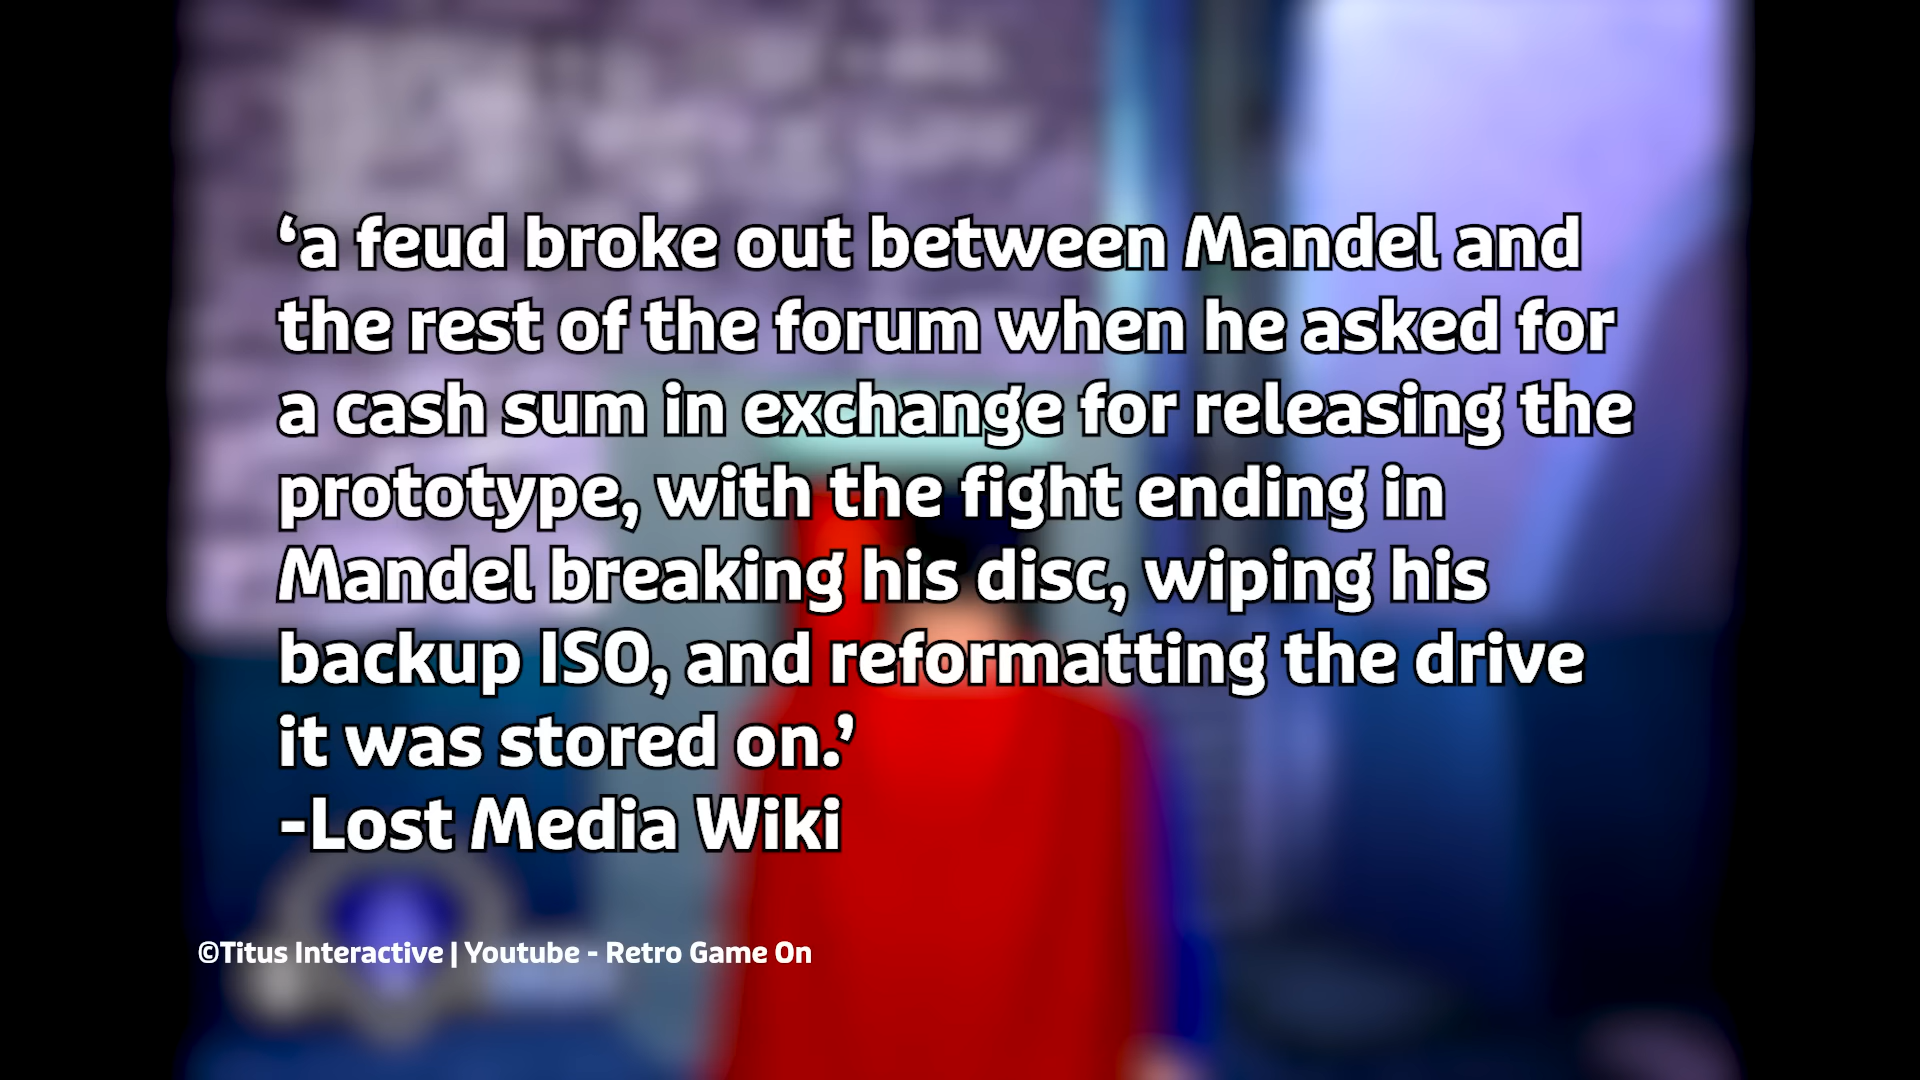 ‘a feud broke out between Mandel and
the rest of the forum when he asked for
a cash sum in exchange for releasing the
prototype, with the fight ending in
Mandel breaking his disc, wiping his
backup ISO, and reformatting the drive
it was stored on.’
-Lost Media Wiki
©Titus Interactive | Youtube - Retro Game On